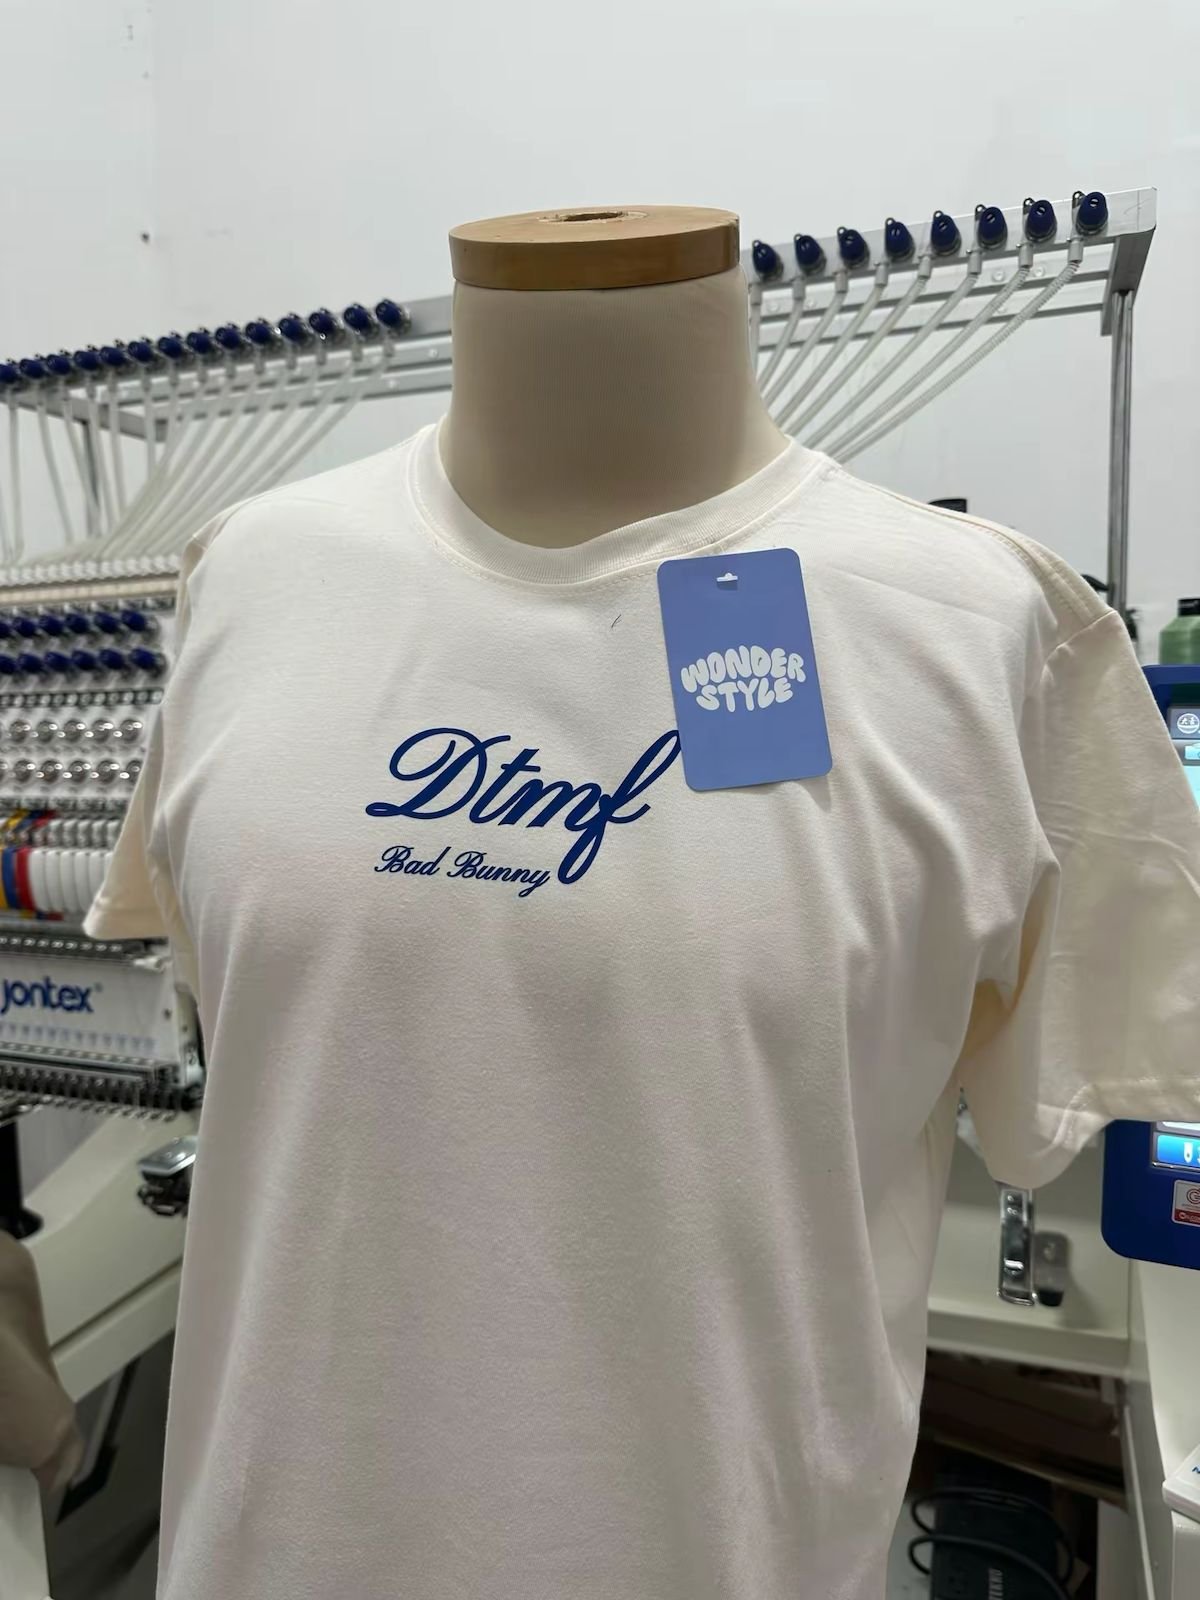 WONDER
STYLE
Dtmf
Bad Bunny
jontex®